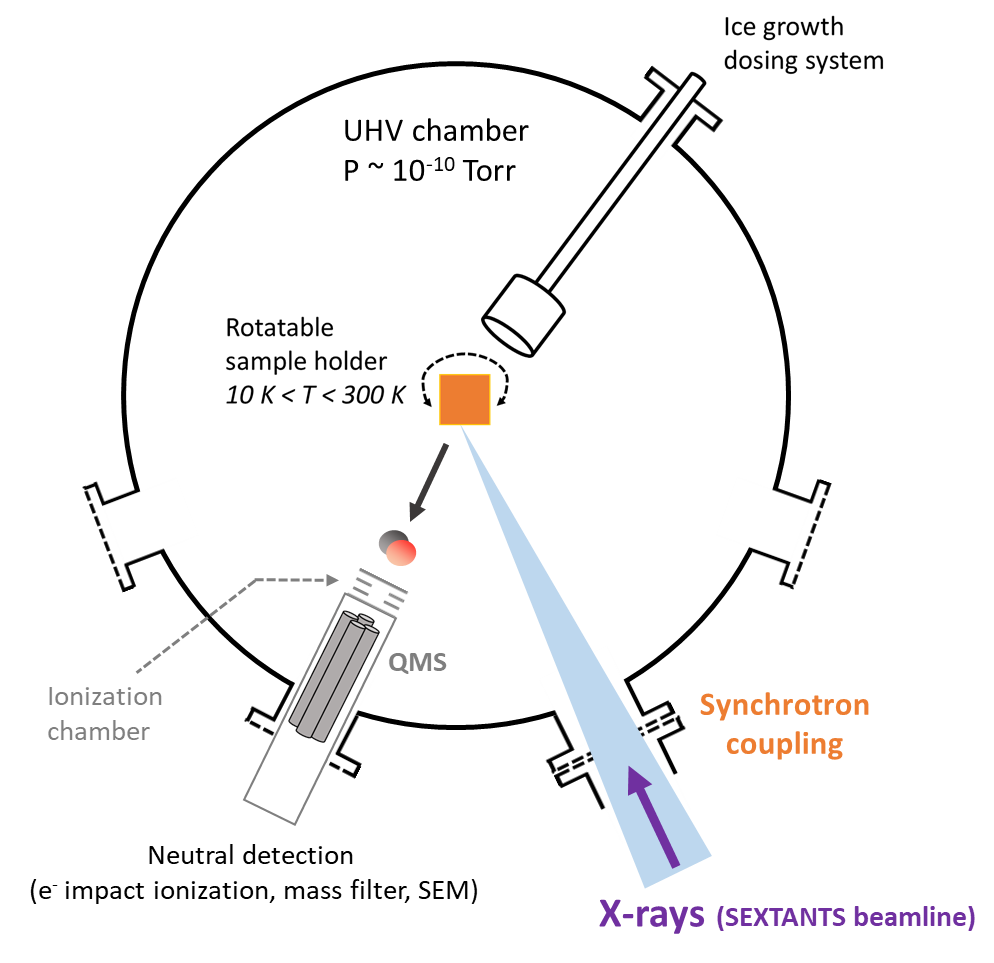 Ice growth
dosing system
UHV chamber
P ~ 10⁻¹⁰ Torr
Rotatable
sample holder
10 K < T < 300 K
QMS
Ionization
chamber
Synchrotron
coupling
Neutral detection
(e⁻ impact ionization, mass filter, SEM)
X-rays (SEXTANTS beamline)